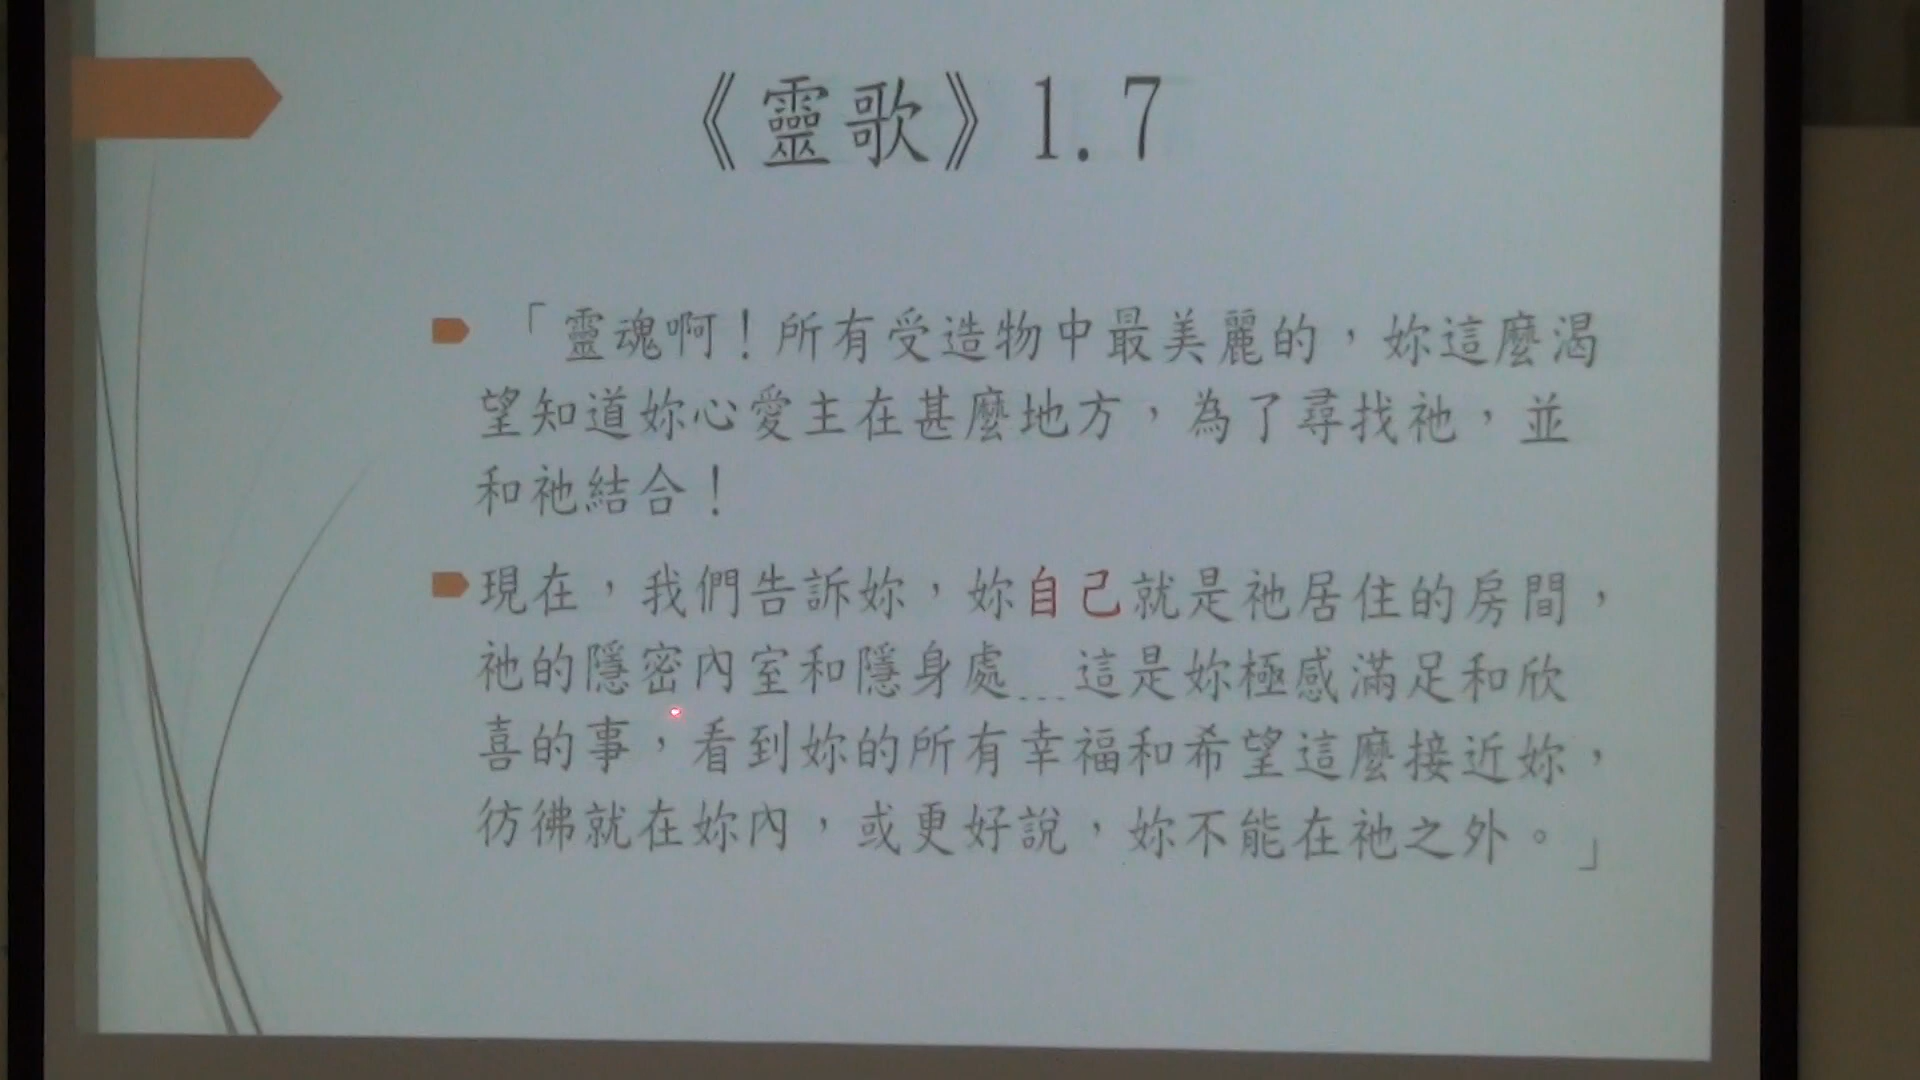 《靈歌》1.7
「靈魂啊！所有受造物中最美麗的，妳這麼渴
望知道妳心愛主在甚麼地方，為了尋找祂，並
和祂結合！
現在，我們告訴妳，妳自己就是祂居住的房間，
祂的隱密內室和隱身處…這是妳極感滿足和欣
喜的事，看到妳的所有幸福和希望這麼接近妳，
彷彿就在妳內，或更好說，妳不能在祂之外。」